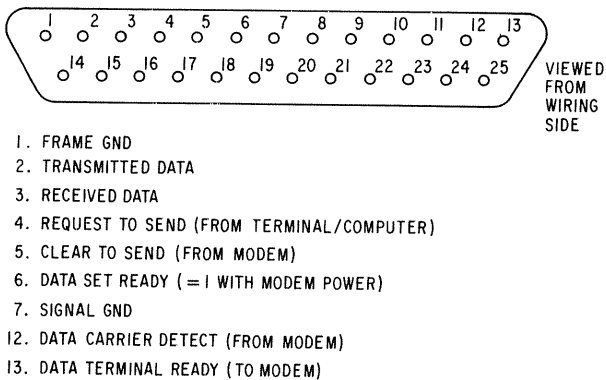 1 2 3 4 5 6 7 8 9 10 11 12 13
14 15 16 17 18 19 20 21 22 23 24 25
VIEWED
FROM
WIRING
SIDE
1. FRAME GND
2. TRANSMITTED DATA
3. RECEIVED DATA
4. REQUEST TO SEND (FROM TERMINAL/COMPUTER)
5. CLEAR TO SEND (FROM MODEM)
6. DATA SET READY (=1 WITH MODEM POWER)
7. SIGNAL GND
12. DATA CARRIER DETECT (FROM MODEM)
13. DATA TERMINAL READY (TO MODEM)